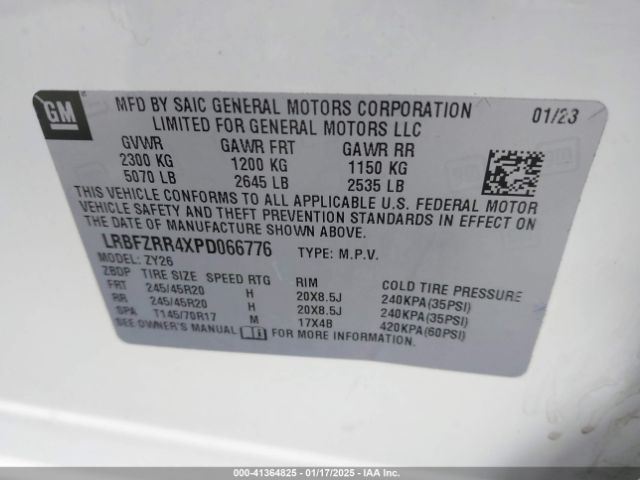 GM
MFD BY SAIC GENERAL MOTORS CORPORATION 01/23
LIMITED FOR GENERAL MOTORS LLC
GVWR GAWR FRT GAWR RR
2300 KG 1200 KG 1150 KG
5070 LB 2645 LB 2535 LB
THIS VEHICLE CONFORMS TO ALL APPLICABLE U.S. FEDERAL MOTOR
VEHICLE SAFETY AND THEFT PREVENTION STANDARDS IN EFFECT ON
THE DATE OF MANUFACTURE SHOWN ABOVE.
LRBFZRR4XPD066776 TYPE: M.P.V.
MODEL: ZY26
ZBDP TIRE SIZE SPEED RTG RIM COLD TIRE PRESSURE
FRT 245/45R20 H 20X8.5J 240KPA(35PSI)
RR 245/45R20 H 20X8.5J 240KPA(35PSI)
SPA T145/70R17 M 17X4B 420KPA(60PSI)
SEE OWNER'S MANUAL FOR MORE INFORMATION.
000-41364825 - 01/17/2025 - IAAI.COM